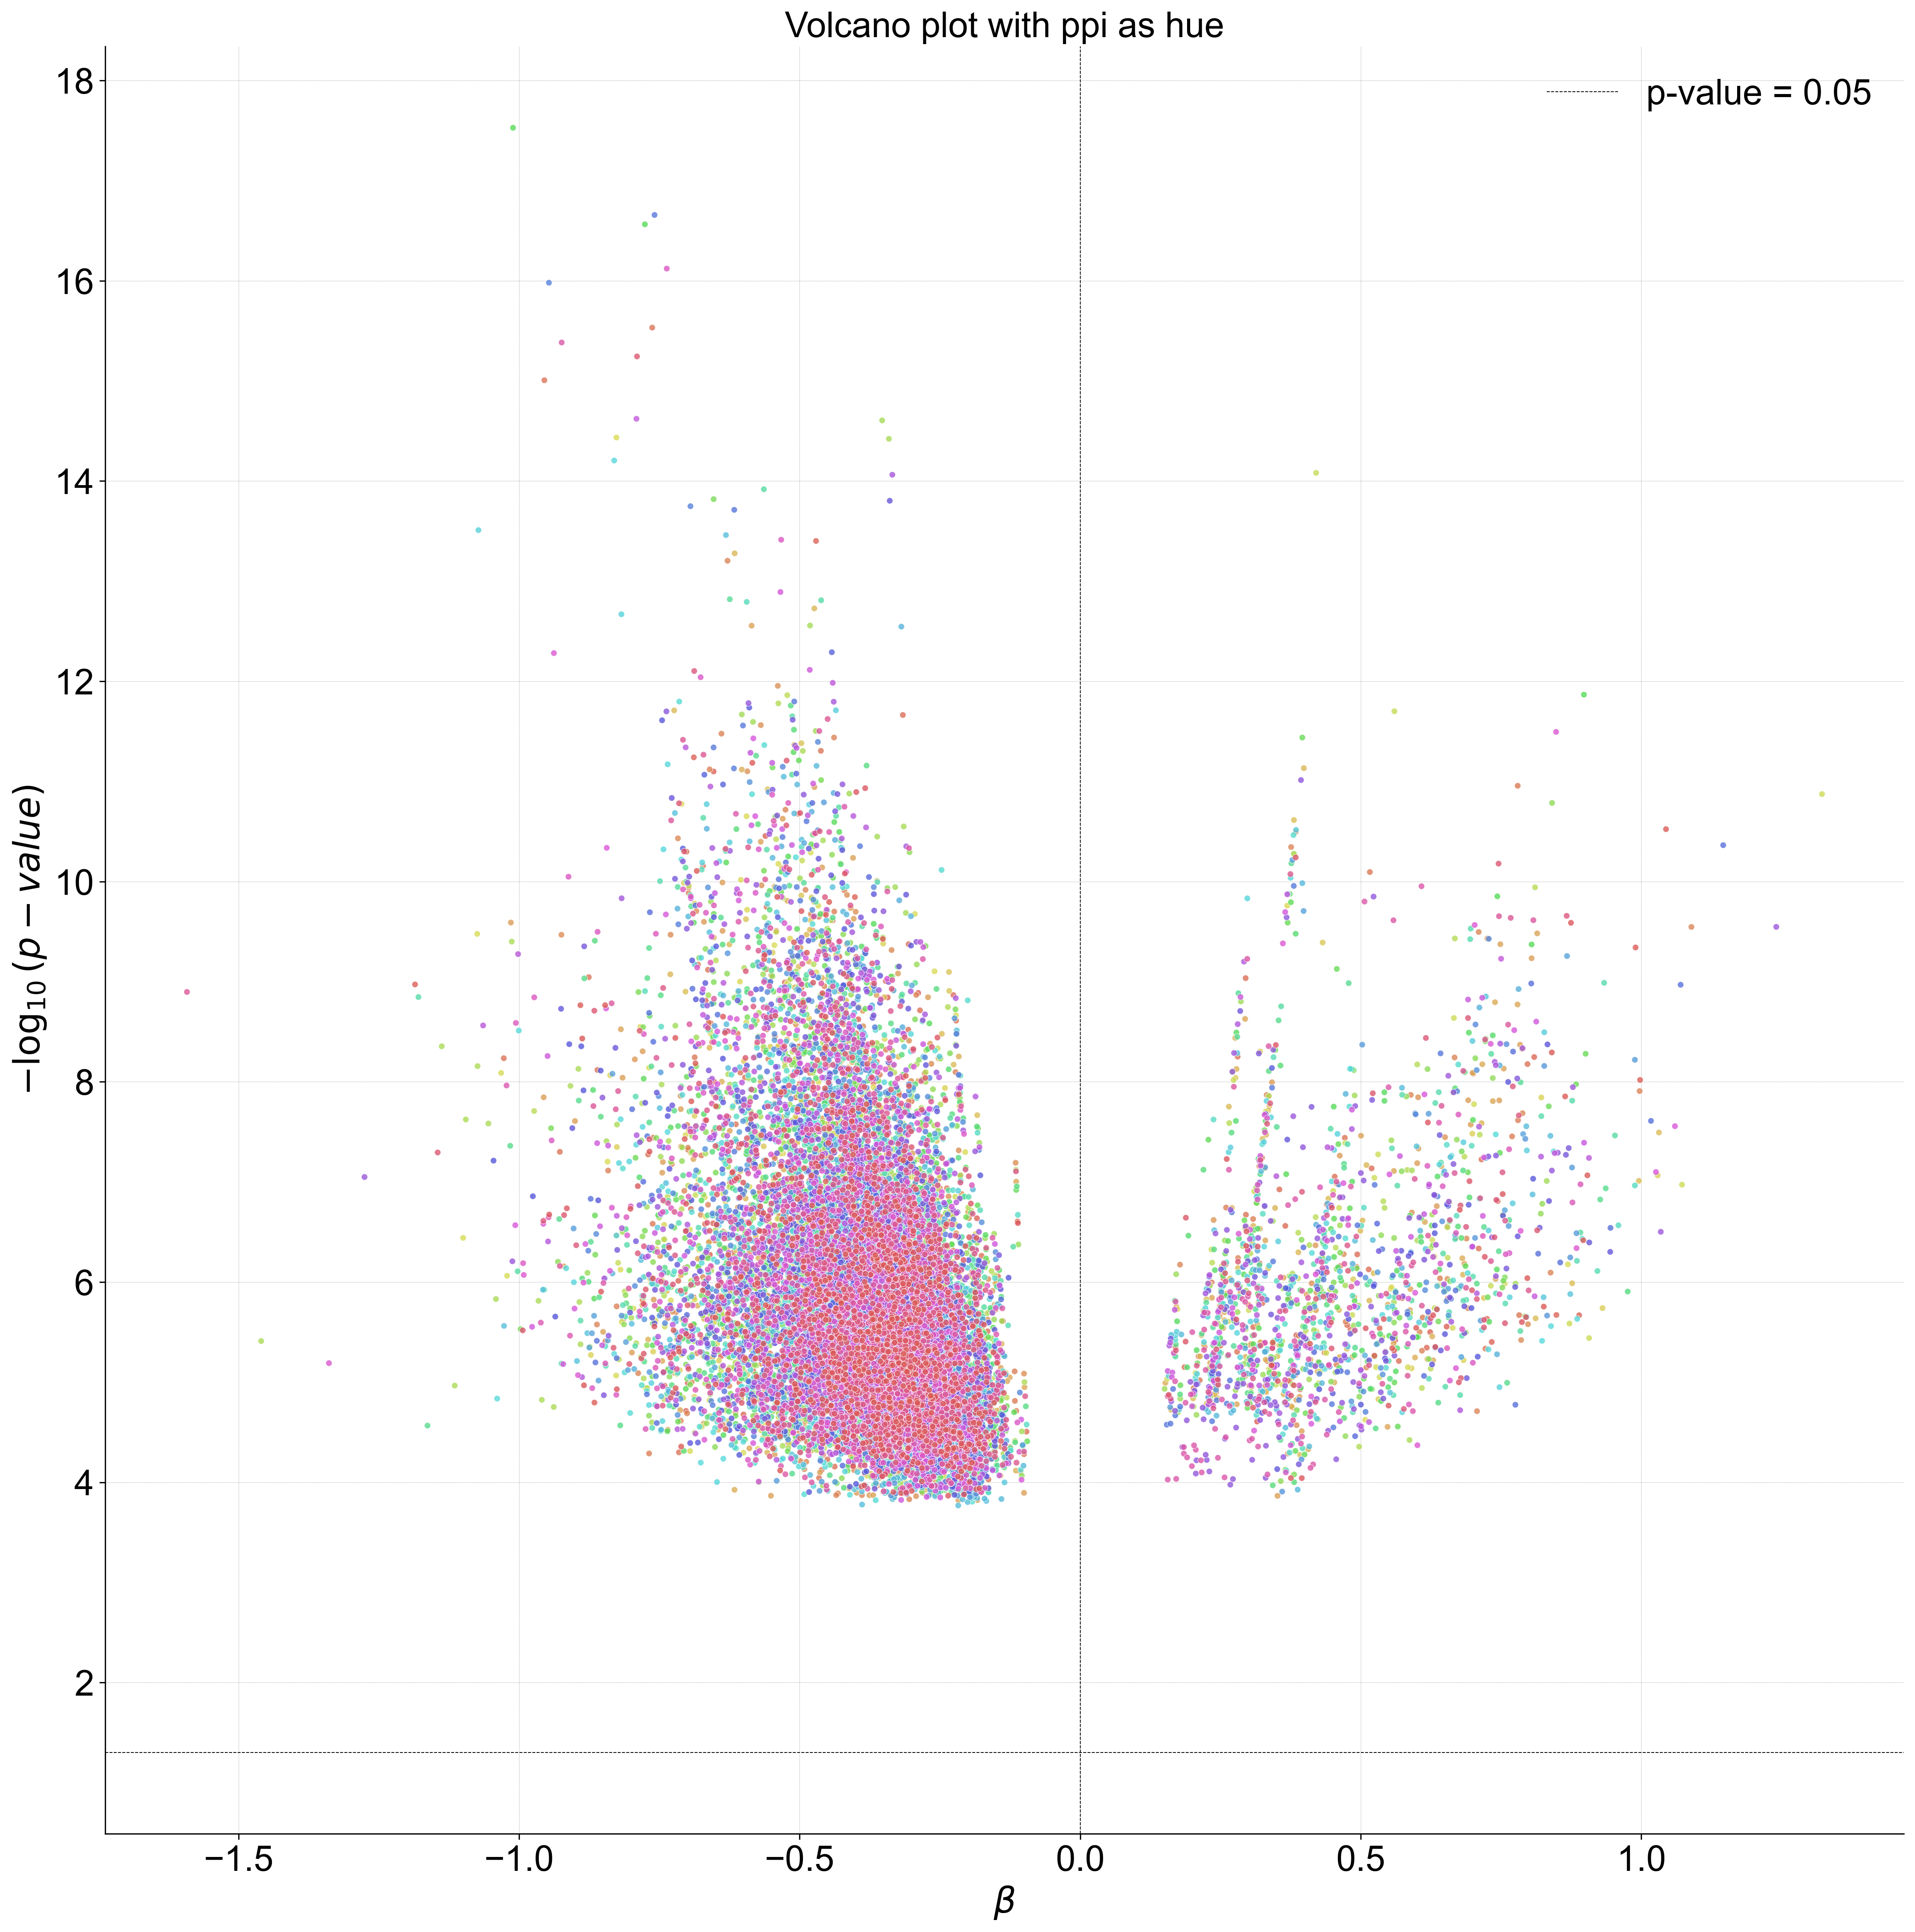 Volcano plot with ppi as hue
p-value = 0.05
18
16
14
12
10
8
6
4
2
−log₁₀ (p − value)
−1.5 −1.0 −0.5 0.0 0.5 1.0
β